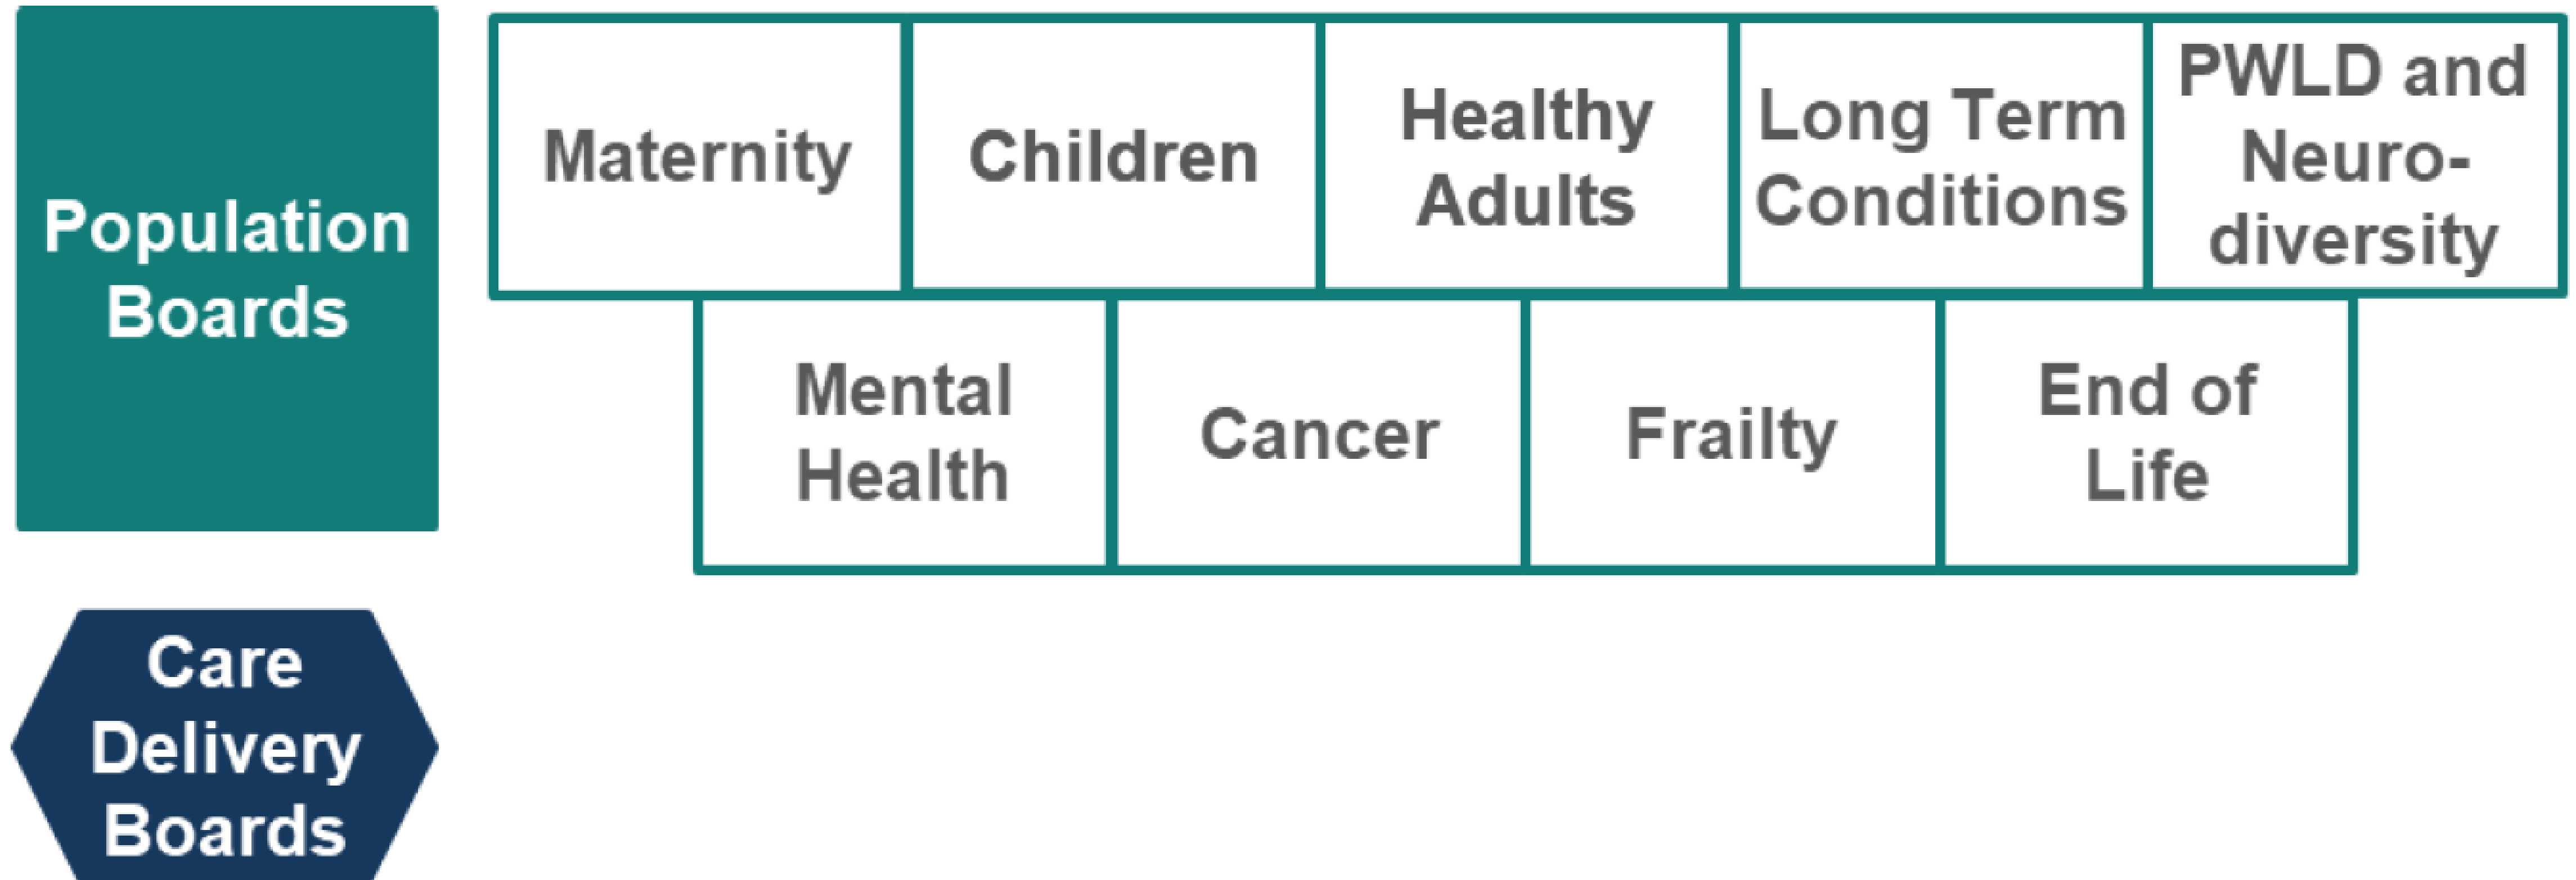 Population
Boards
Maternity
Children
Healthy
Adults
Long Term
Conditions
PWLD and
Neuro-
diversity
Mental
Health
Cancer
Frailty
End of
Life
Care
Delivery
Boards